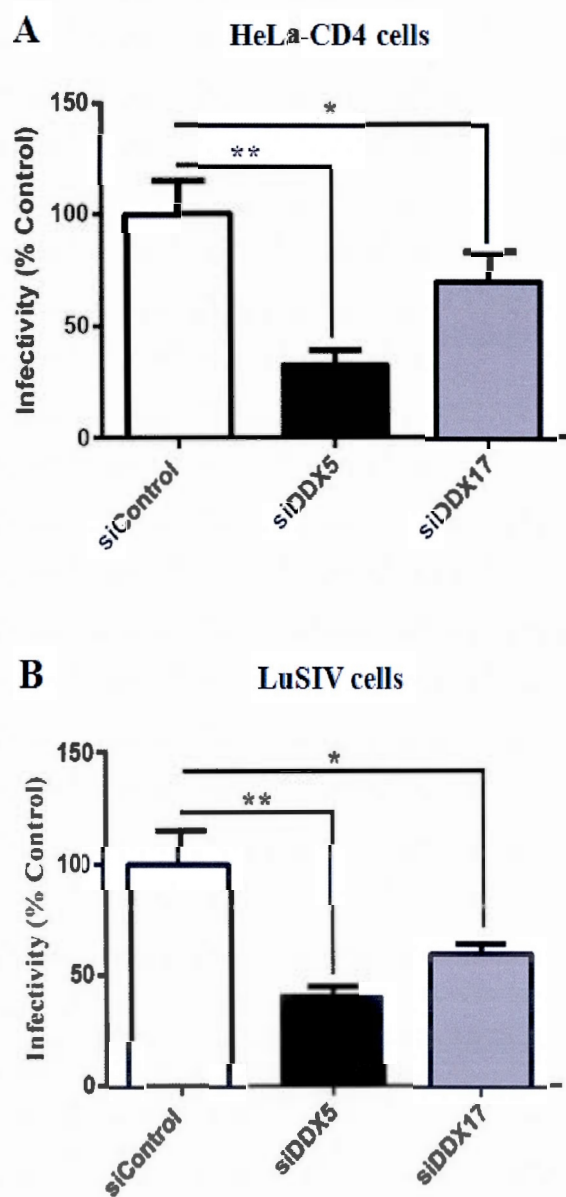 A
HeLa-CD4 cells
Infectivity (% Control)
150
100
50
0
*
**
siControl
siDDX5
siDDX17
B
LuSIV cells
Infectivity (% Control)
150
100
50
0
*
**
siControl
siDDX5
siDDX17